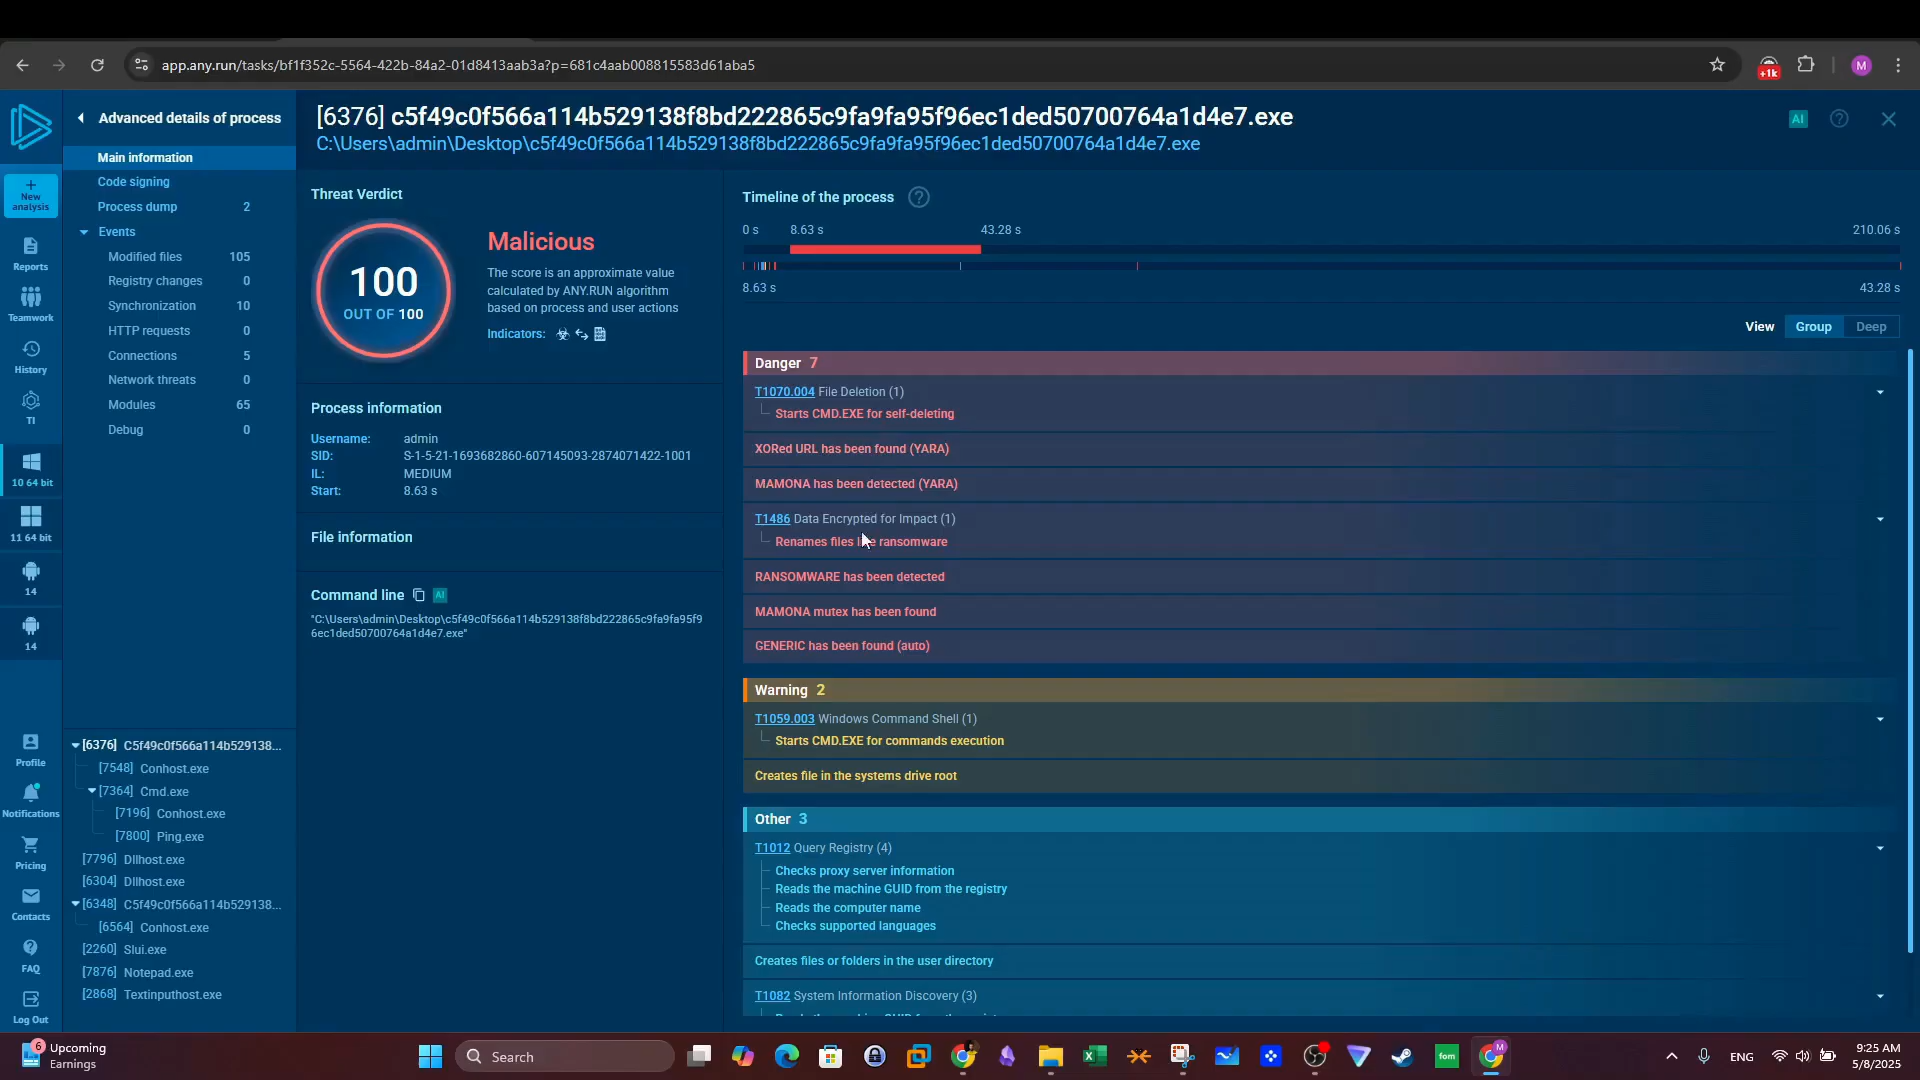 app.any.run/tasks/bf1f352c-5564-422b-84a2-01d8413aab3a?p=681c4aab008815583d61aba5
+1k
M
Advanced details of process
Main information
Code signing
Process dump 2
Events
Modified files 105
Registry changes 0
Synchronization 10
HTTP requests 0
Connections 5
Network threats 0
Modules 65
Debug 0
New
analysis
Reports
Teamwork
History
TI
10 64 bit
11 64 bit
14
14
Profile
Notifications
Pricing
Contacts
FAQ
Log Out
[6376] C5f49c0f566a114b529138...
[7548] Conhost.exe
[7364] Cmd.exe
[7196] Conhost.exe
[7800] Ping.exe
[7796] Dllhost.exe
[6304] Dllhost.exe
[6348] C5f49c0f566a114b529138...
[6564] Conhost.exe
[2260] Slui.exe
[7876] Notepad.exe
[2868] Textinputhost.exe
[6376] c5f49c0f566a114b529138f8bd222865c9fa9fa95f96ec1ded50700764a1d4e7.exe
C:\Users\admin\Desktop\c5f49c0f566a114b529138f8bd222865c9fa9fa95f96ec1ded50700764a1d4e7.exe
AI
Threat Verdict
100
OUT OF 100
Malicious
The score is an approximate value
calculated by ANY.RUN algorithm
based on process and user actions
Indicators:
Process information
Username: admin
SID: S-1-5-21-1693682860-607145093-2874071422-1001
IL: MEDIUM
Start: 8.63 s
File information
Command line AI
"C:\Users\admin\Desktop\c5f49c0f566a114b529138f8bd222865c9fa9fa95f9
6ec1ded50700764a1d4e7.exe"
Timeline of the process ?
0 s 8.63 s 43.28 s 210.06 s
8.63 s 43.28 s
View Group Deep
Danger 7
T1070.004 File Deletion (1)
Starts CMD.EXE for self-deleting
XORed URL has been found (YARA)
MAMONA has been detected (YARA)
T1486 Data Encrypted for Impact (1)
Renames files like ransomware
RANSOMWARE has been detected
MAMONA mutex has been found
GENERIC has been found (auto)
Warning 2
T1059.003 Windows Command Shell (1)
Starts CMD.EXE for commands execution
Creates file in the systems drive root
Other 3
T1012 Query Registry (4)
Checks proxy server information
Reads the machine GUID from the registry
Reads the computer name
Checks supported languages
Creates files or folders in the user directory
T1082 System Information Discovery (3)
6 Upcoming
Earnings
Search
fom
M
ENG
9:25 AM
5/8/2025